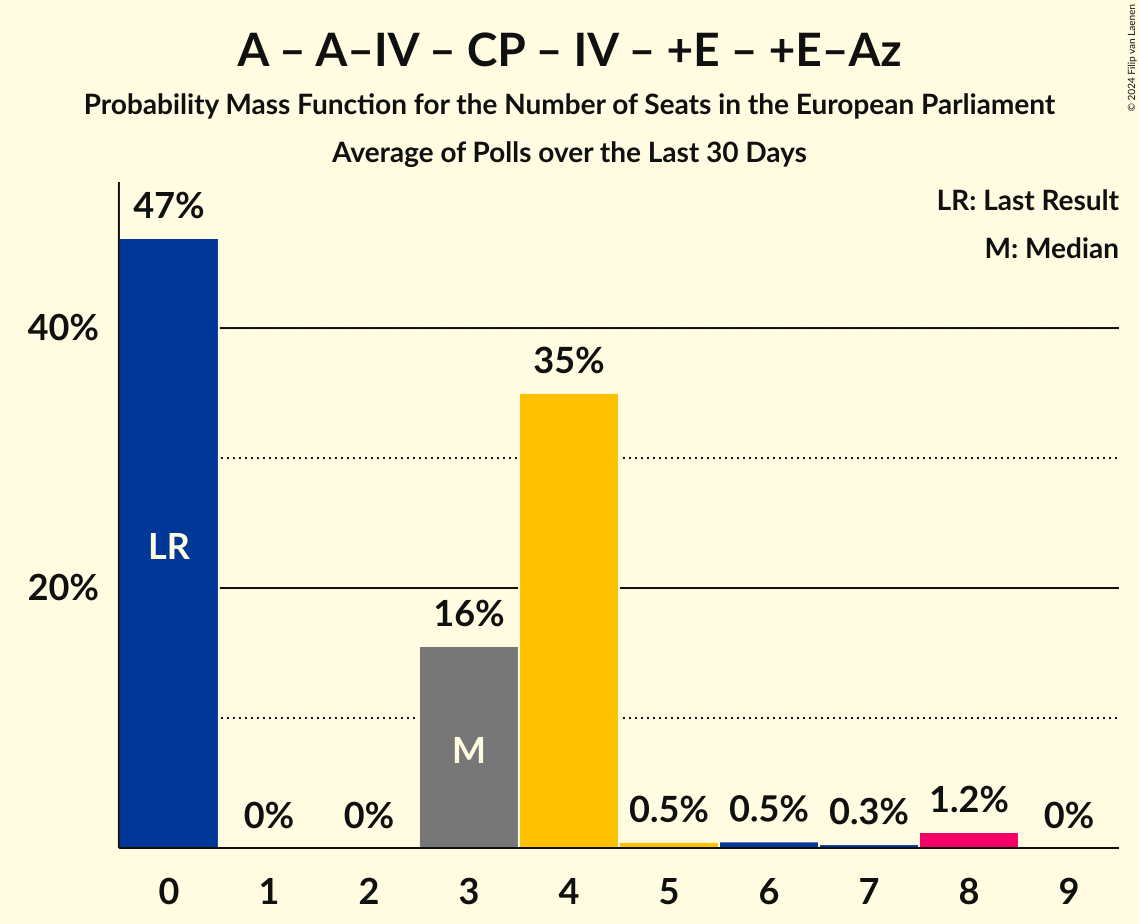 A – A–IV – CP – IV – +E – +E–Az
Probability Mass Function for the Number of Seats in the European Parliament
Average of Polls over the Last 30 Days
© 2024 Filip van Laenen
LR: Last Result
M: Median
47%
40%
35%
LR
20%
16%
M
0%
0%
0.5%
0.5%
0.3%
1.2%
0%
0 1 2 3 4 5 6 7 8 9